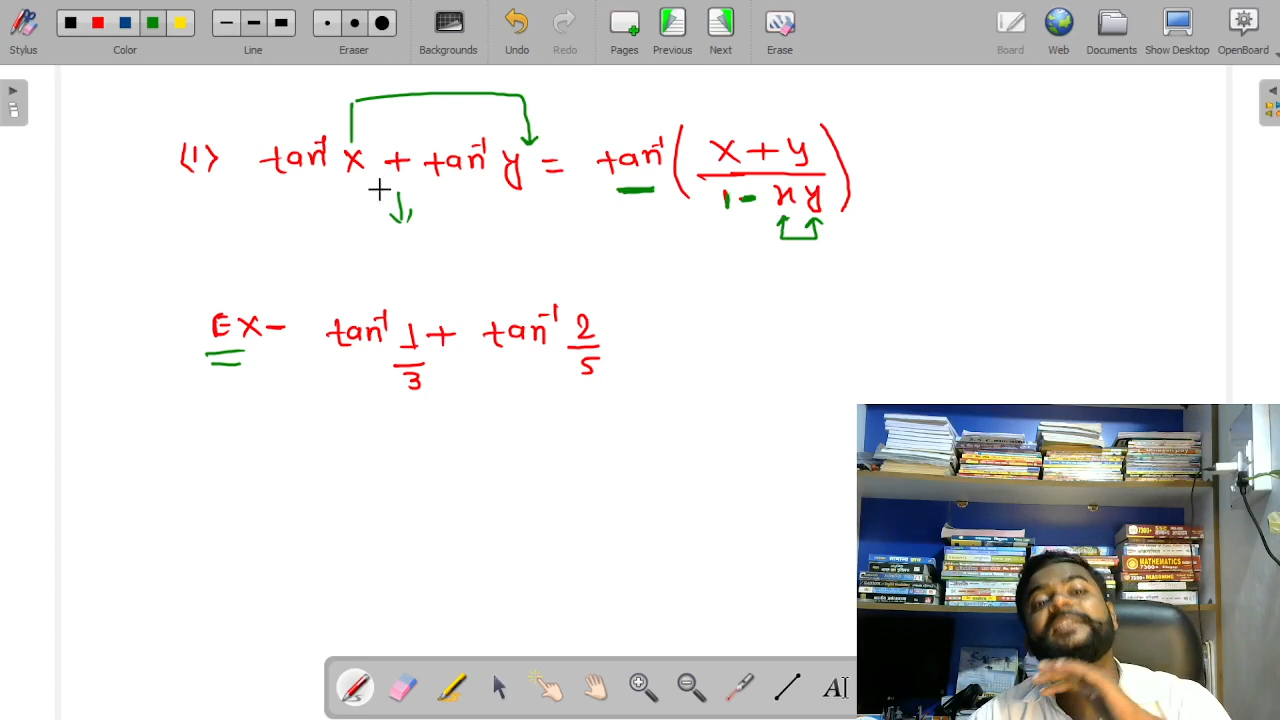 Stylus Color Line Eraser Backgrounds Undo Redo Pages Previous Next Erase Board Web Documents Show Desktop OpenBoard
(1) tan⁻¹ x + tan⁻¹ y = tan⁻¹ ( x + y / 1 - xy )
EX- tan⁻¹ 1/3 + tan⁻¹ 2/5
MATHEMATICS